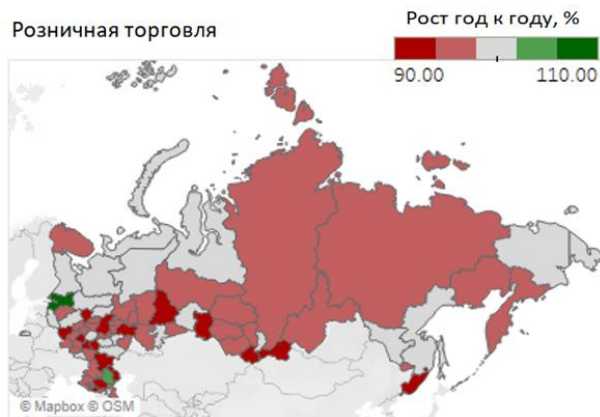 Розничная торговля
Рост год к году, %
90.00 110.00
© Mapbox © OSM